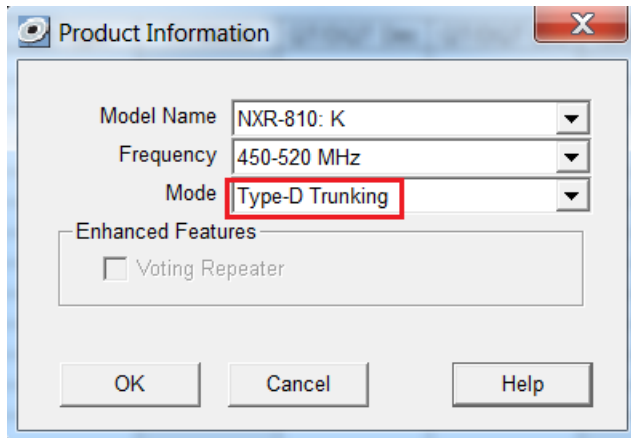 Product Information
Model Name NXR-810: K
Frequency 450-520 MHz
Mode Type-D Trunking
Enhanced Features
Voting Repeater
OK Cancel Help